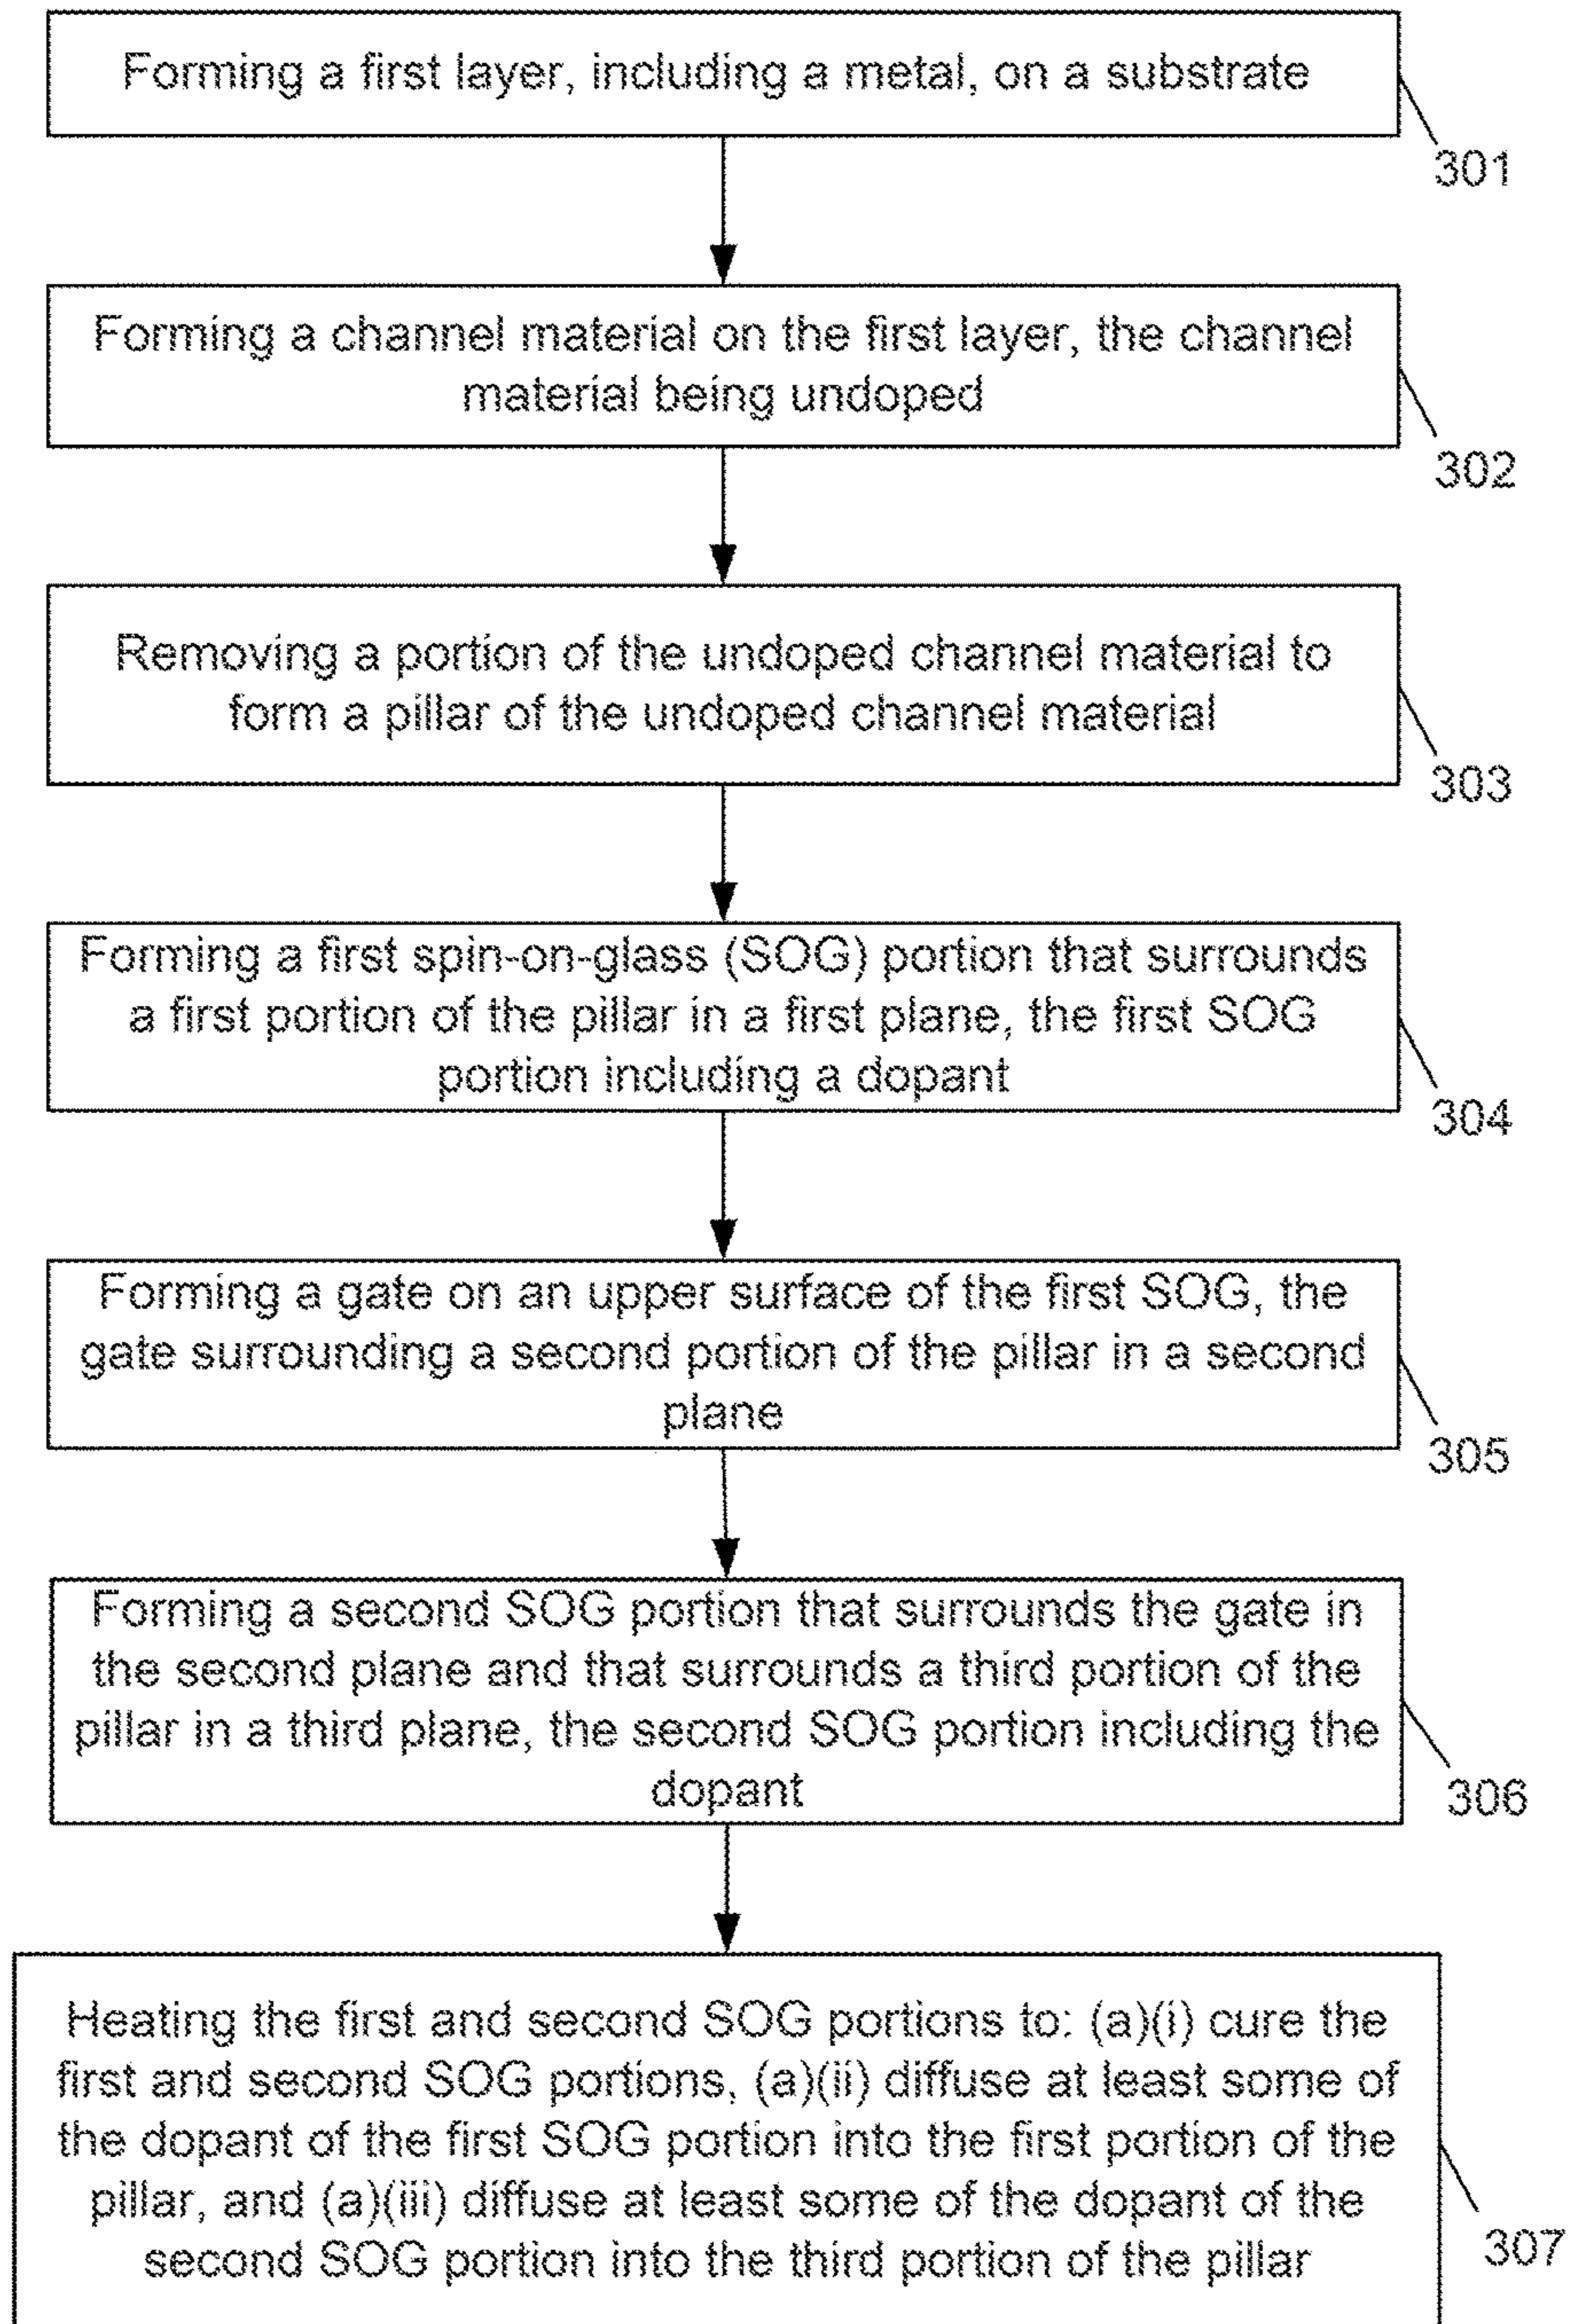 Forming a first layer, including a metal, on a substrate
301
Forming a channel material on the first layer, the channel
material being undoped
302
Removing a portion of the undoped channel material to
form a pillar of the undoped channel material
303
Forming a first spin-on-glass (SOG) portion that surrounds
a first portion of the pillar in a first plane, the first SOG
portion including a dopant
304
Forming a gate on an upper surface of the first SOG, the
gate surrounding a second portion of the pillar in a second
plane
305
Forming a second SOG portion that surrounds the gate in
the second plane and that surrounds a third portion of the
pillar in a third plane, the second SOG portion including the
dopant
306
Heating the first and second SOG portions to: (a)(i) cure the
first and second SOG portions, (a)(ii) diffuse at least some of
the dopant of the first SOG portion into the first portion of the
pillar, and (a)(iii) diffuse at least some of the dopant of the
second SOG portion into the third portion of the pillar
307